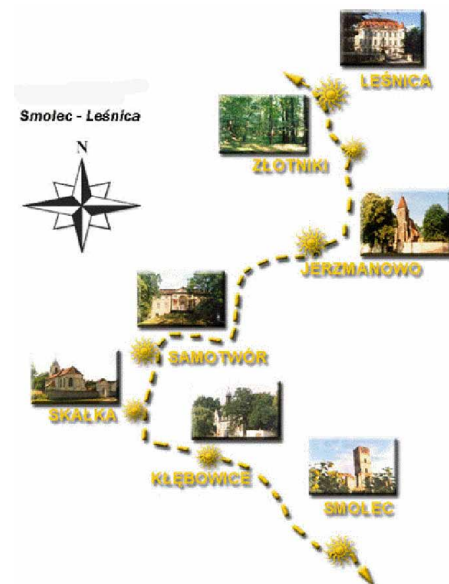 LEŚNICA
Smolec - Leśnica
N
ZŁOTNIKI
JERZMANOWO
SAMOTWÓR
SKAŁKA
KŁĘBOWICE
SMOLEC